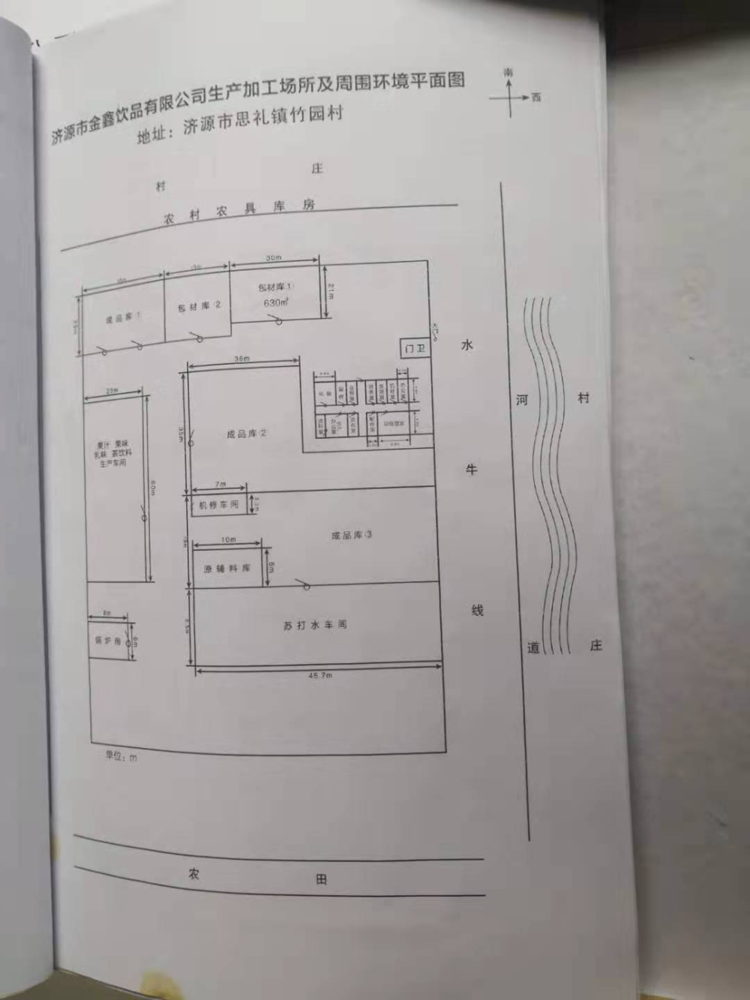 济源市金鑫饮品有限公司生产加工场所及周围环境平面图
地址：济源市思礼镇竹园村
南
西
村 庄
农村农具库房
30m
成品库①
包材库②
包材库①
630㎡
21m
大门
门卫
水牛线
河道
村庄
36m
23m
35m
成品库②
果汁 果味
乳味 茶饮料
生产车间
60m
7m
机修车间
成品库③
10m
原辅料库
6m
苏打水车间
45.7m
8m
锅炉房
6m
单位：m
农 田